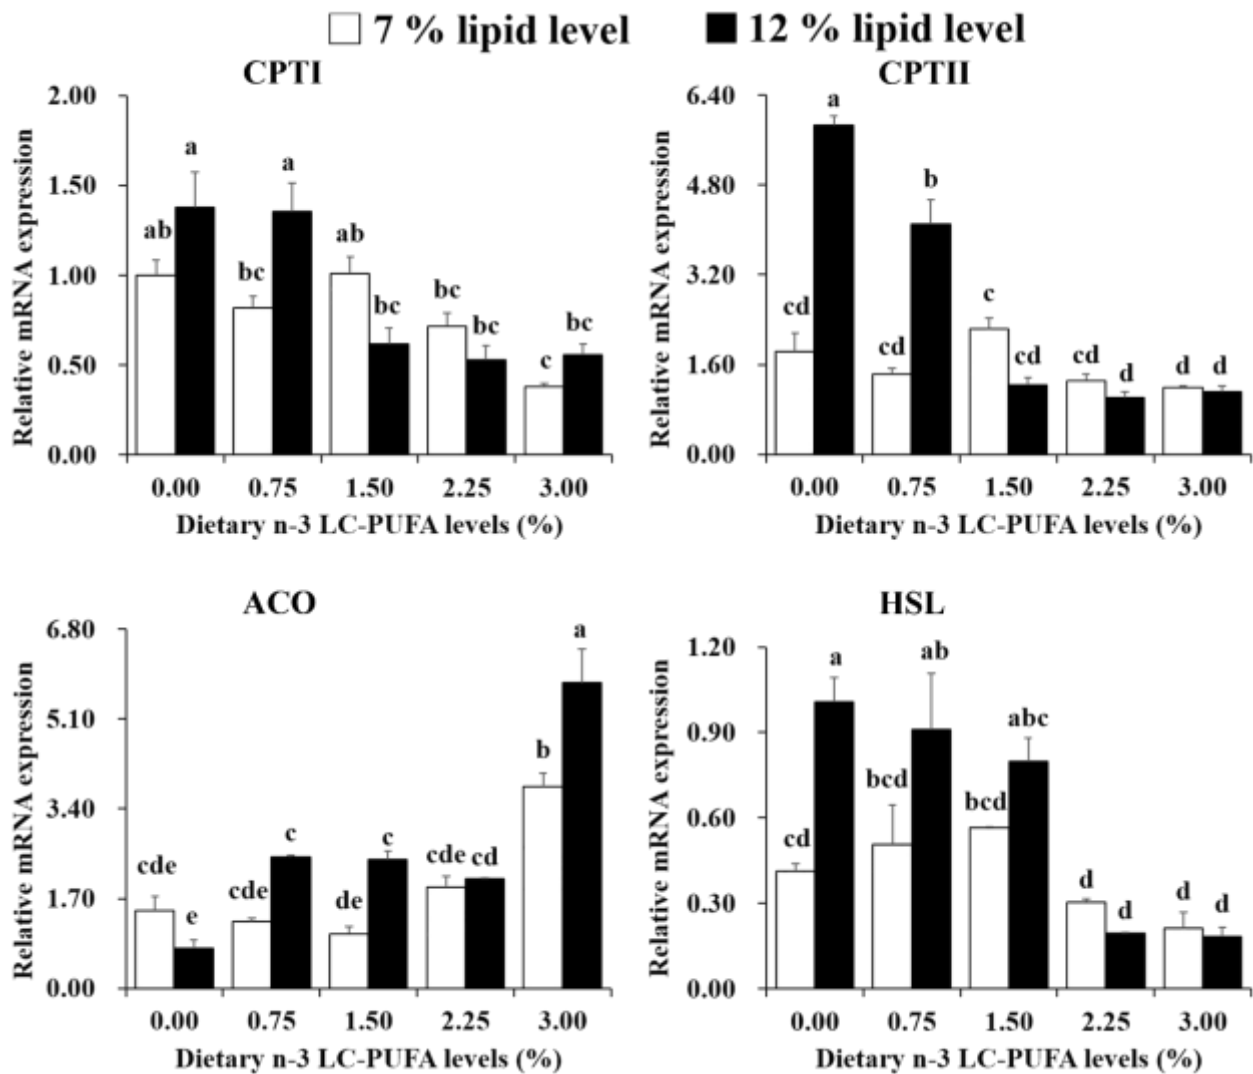 7 % lipid level 12 % lipid level
CPTI
Relative mRNA expression
2.00
1.50
1.00
0.50
0.00
ab a bc a ab bc bc bc c bc
0.00 0.75 1.50 2.25 3.00
Dietary n-3 LC-PUFA levels (%)
CPTII
Relative mRNA expression
6.40
4.80
3.20
1.60
0.00
cd a cd b c cd cd d d d
0.00 0.75 1.50 2.25 3.00
Dietary n-3 LC-PUFA levels (%)
ACO
Relative mRNA expression
6.80
5.10
3.40
1.70
0.00
cde e cde c de c cde cd b a
0.00 0.75 1.50 2.25 3.00
Dietary n-3 LC-PUFA levels (%)
HSL
Relative mRNA expression
1.20
0.90
0.60
0.30
0.00
cd a bcd ab bcd abc d d d d
0.00 0.75 1.50 2.25 3.00
Dietary n-3 LC-PUFA levels (%)